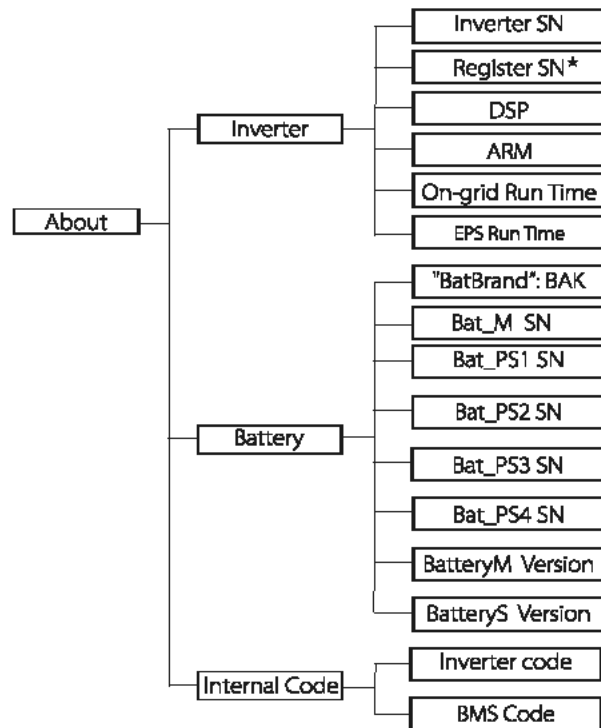 About
Inverter
Inverter SN
Register SN*
DSP
ARM
On-grid Run Time
EPS Run Time
Battery
"BatBrand": BAK
Bat_M SN
Bat_PS1 SN
Bat_PS2 SN
Bat_PS3 SN
Bat_PS4 SN
BatteryM Version
BatteryS Version
Internal Code
Inverter code
BMS Code